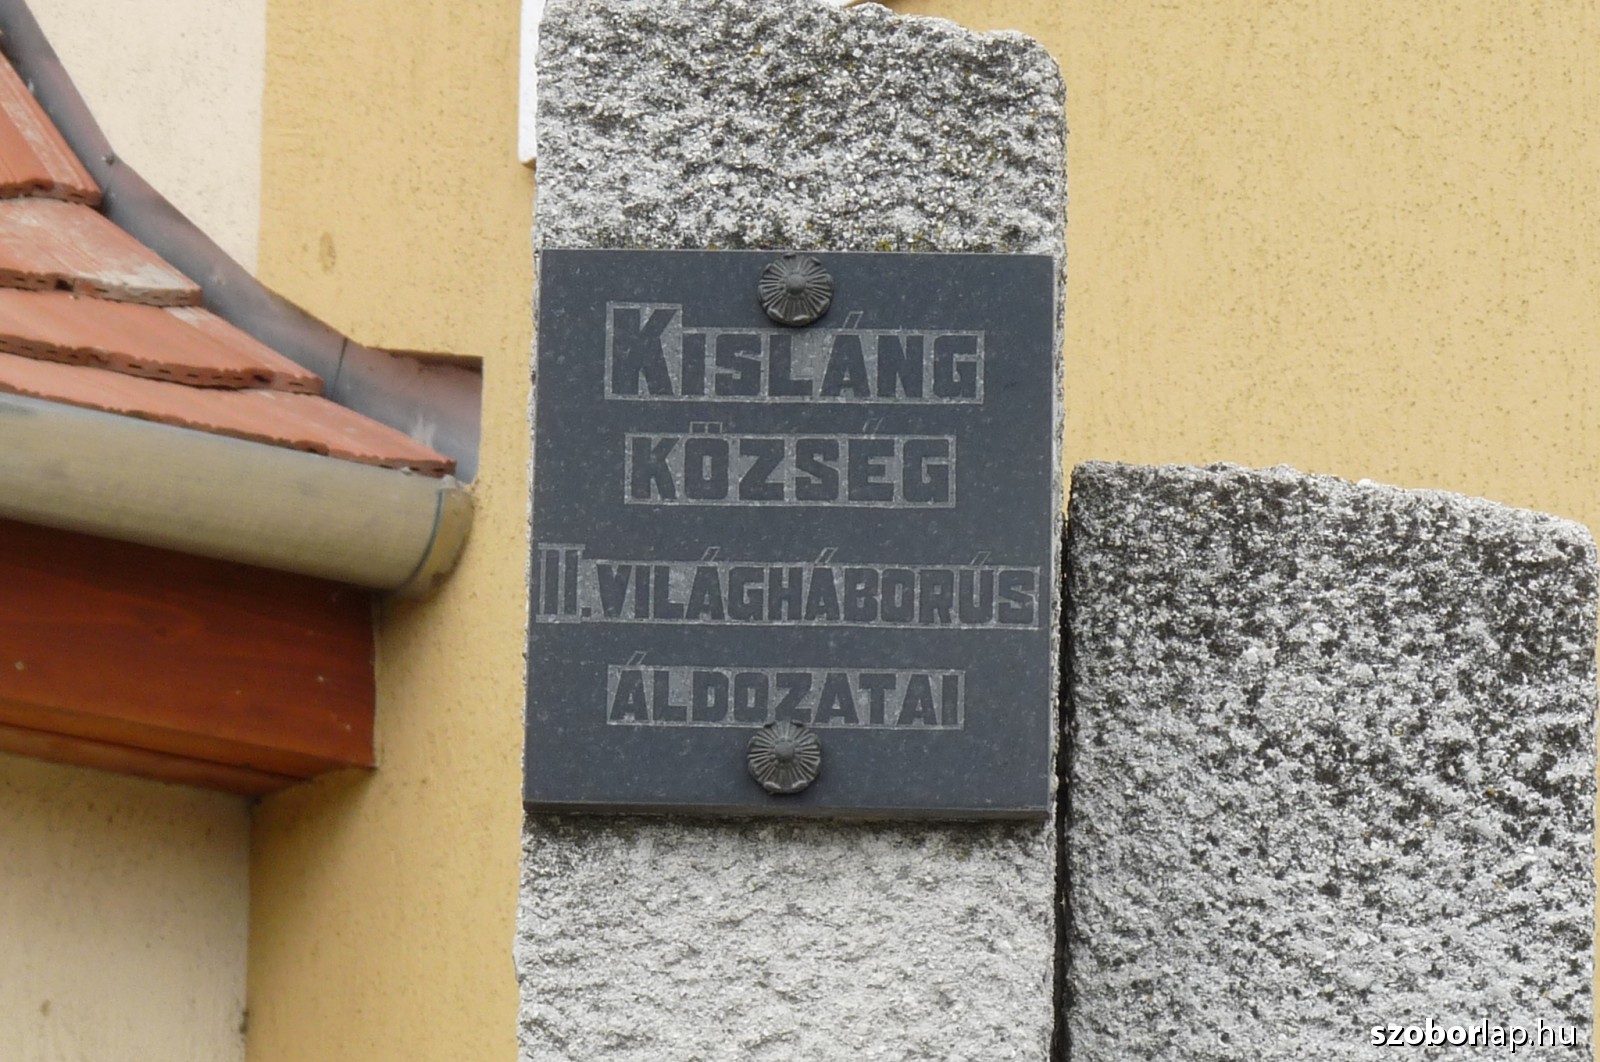 KISLÁNG
KÖZSÉG
II. VILÁGHÁBORÚS
ÁLDOZATAI
szoborlap.hu